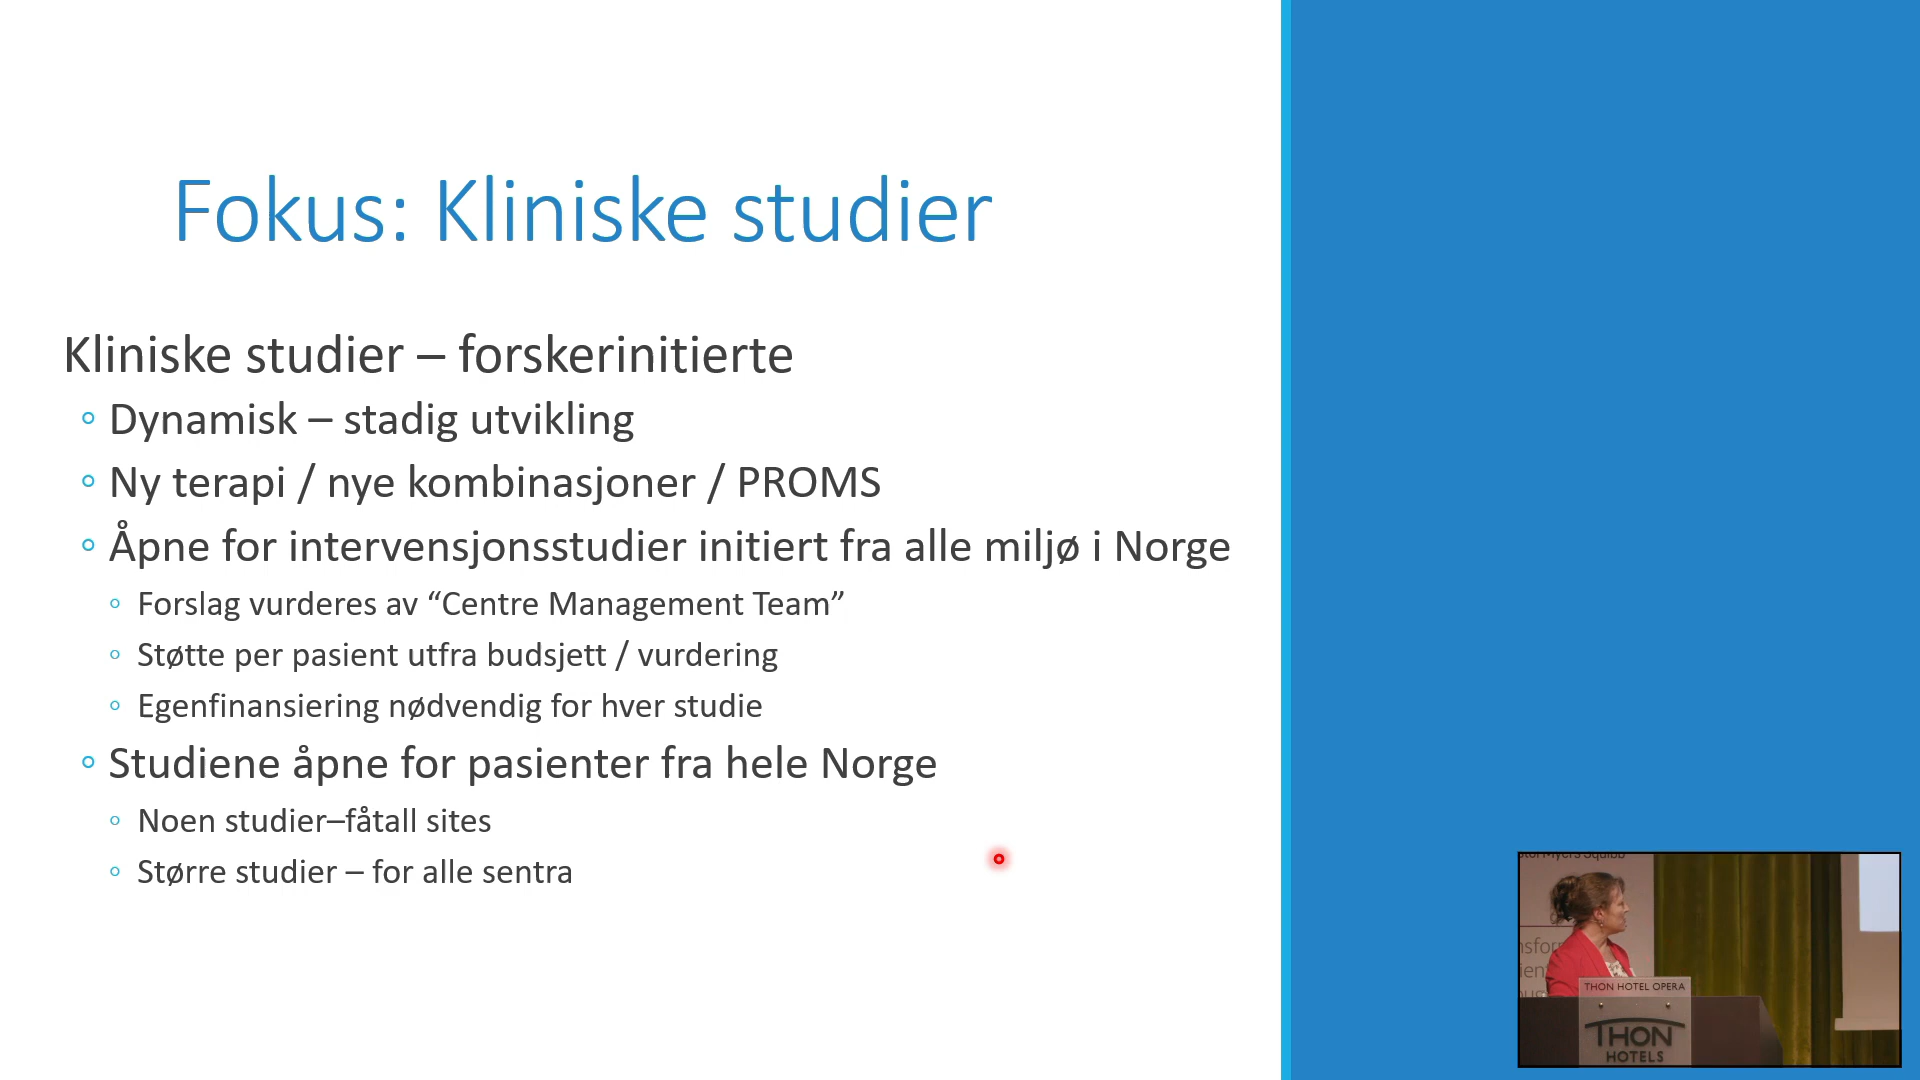 Fokus: Kliniske studier
Kliniske studier – forskerinitierte
Dynamisk – stadig utvikling
Ny terapi / nye kombinasjoner / PROMS
Åpne for intervensjonsstudier initiert fra alle miljø i Norge
Forslag vurderes av “Centre Management Team”
Støtte per pasient utfra budsjett / vurdering
Egenfinansiering nødvendig for hver studie
Studiene åpne for pasienter fra hele Norge
Noen studier–fåtall sites
Større studier – for alle sentra
Myers Squibb
THON HOTEL OPERA
THON
HOTELS